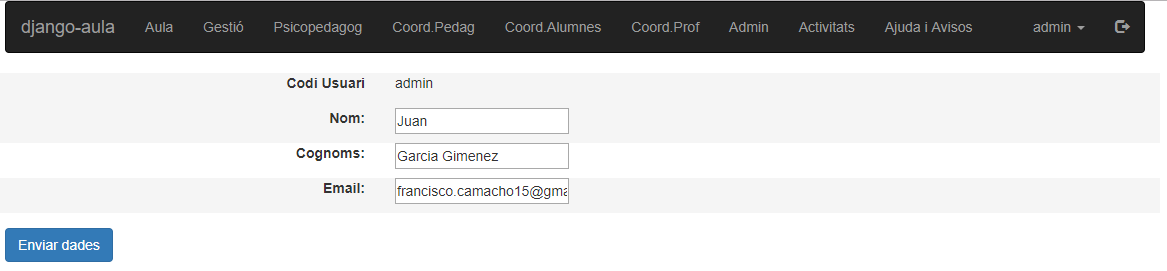 django-aula Aula Gestió Psicopedagog Coord.Pedag Coord.Alumnes Coord.Prof Admin Activitats Ajuda i Avisos admin
Codi Usuari admin
Nom: Juan
Cognoms: Garcia Gimenez
Email: francisco.camacho15@gma
Enviar dades